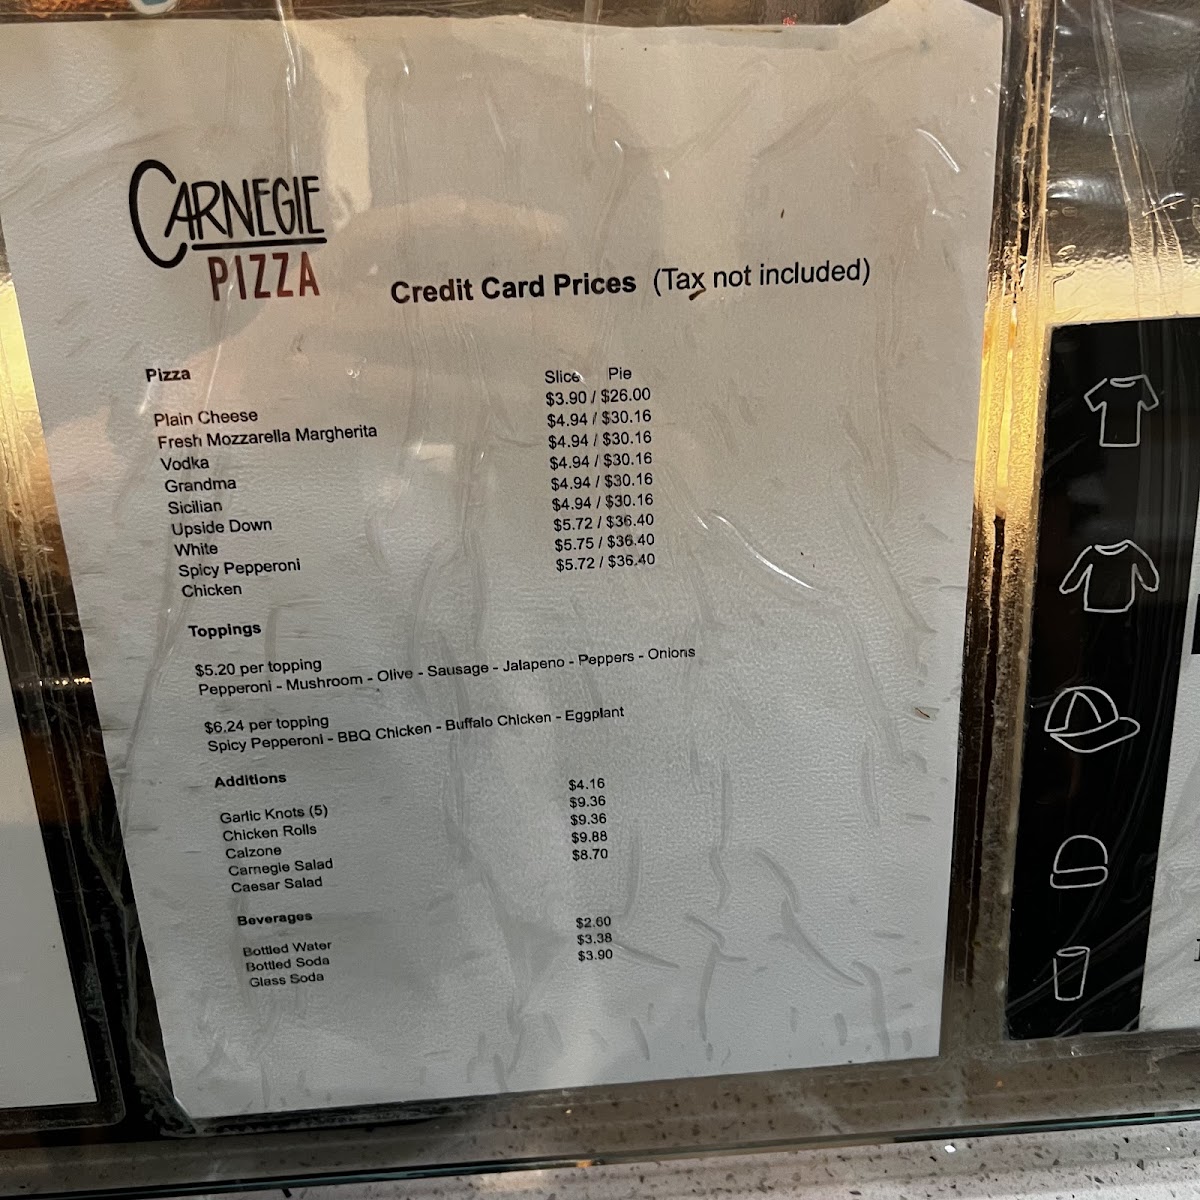 CARNEGIE
PIZZA
Credit Card Prices (Tax not included)
Pizza
Slice Pie
Plain Cheese $3.90 / $26.00
Fresh Mozzarella Margherita $4.94 / $30.16
Vodka $4.94 / $30.16
Grandma $4.94 / $30.16
Sicilian $4.94 / $30.16
Upside Down $4.94 / $30.16
White $5.72 / $36.40
Spicy Pepperoni $5.75 / $36.40
Chicken $5.72 / $36.40
Toppings
$5.20 per topping
Pepperoni - Mushroom - Olive - Sausage - Jalapeno - Peppers - Onions
$6.24 per topping
Spicy Pepperoni - BBQ Chicken - Buffalo Chicken - Eggplant
Additions
Garlic Knots (5) $4.16
Chicken Rolls $9.36
Calzone $9.36
Carnegie Salad $9.88
Caesar Salad $8.70
Beverages
Bottled Water $2.60
Bottled Soda $3.38
Glass Soda $3.90